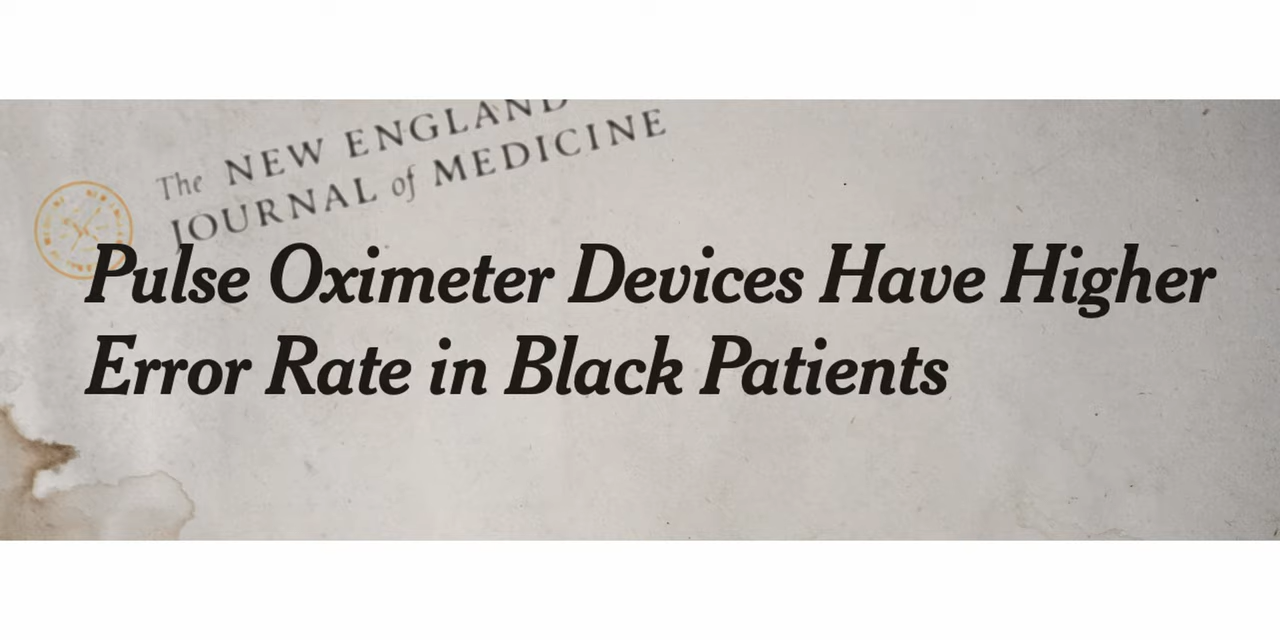 The NEW ENGLAND
JOURNAL of MEDICINE
Pulse Oximeter Devices Have Higher
Error Rate in Black Patients